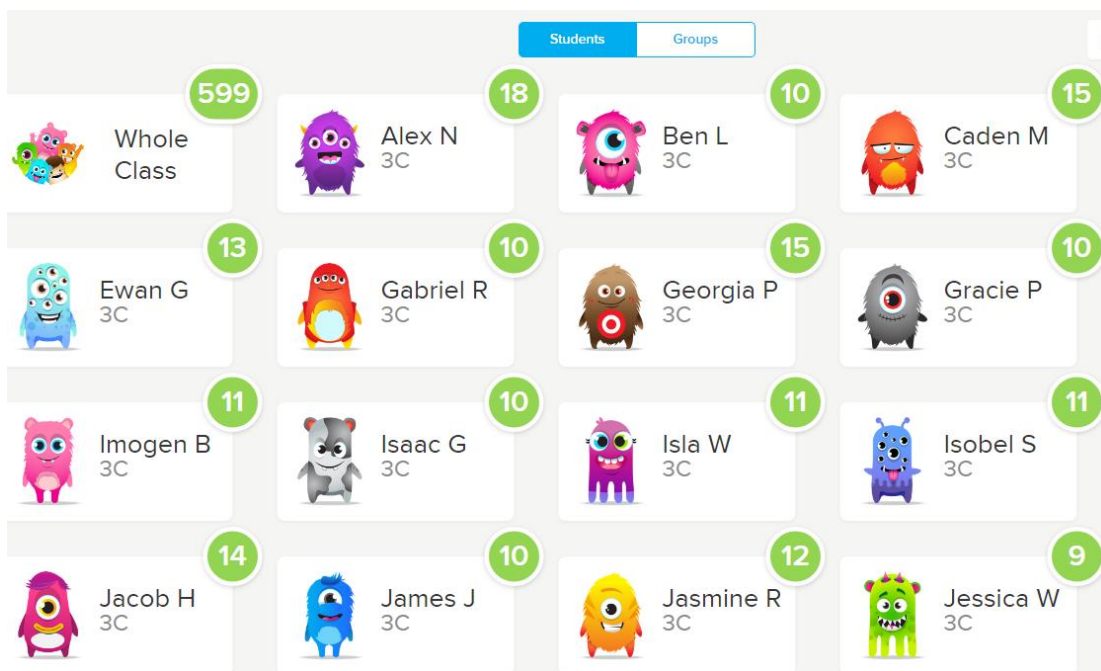 Students Groups
599 18 10 15
Whole Alex N Ben L Caden M
Class 3C 3C 3C
13 10 15 10
Ewan G Gabriel R Georgia P Gracie P
3C 3C 3C 3C
11 10 11 11
Imogen B Isaac G Isla W Isobel S
3C 3C 3C 3C
14 10 12 9
Jacob H James J Jasmine R Jessica W
3C 3C 3C 3C